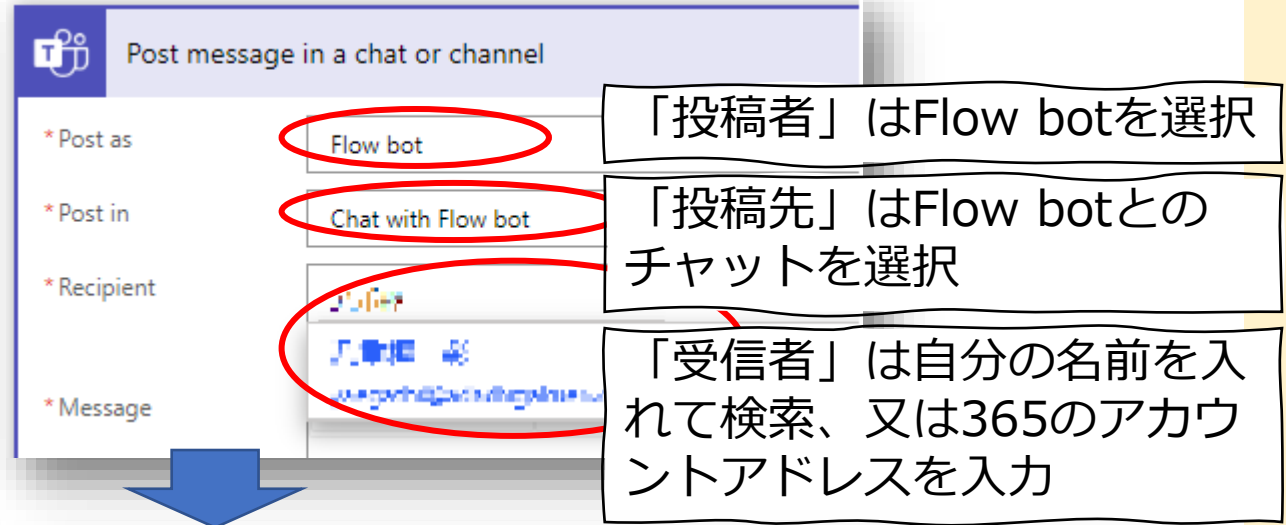 Post message in a chat or channel
* Post as
Flow bot
「投稿者」はFlow botを選択
* Post in
Chat with Flow bot
「投稿先」はFlow botとの
チャットを選択
* Recipient
「受信者」は自分の名前を入
れて検索、又は365のアカウ
ントアドレスを入力
* Message